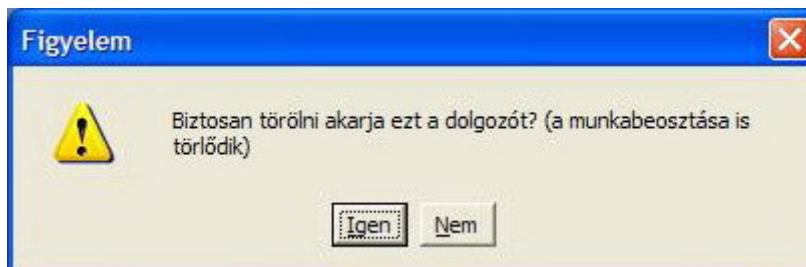 Figyelem
Biztosan törölni akarja ezt a dolgozót? (a munkabeosztása is
törlődik)
Igen
Nem